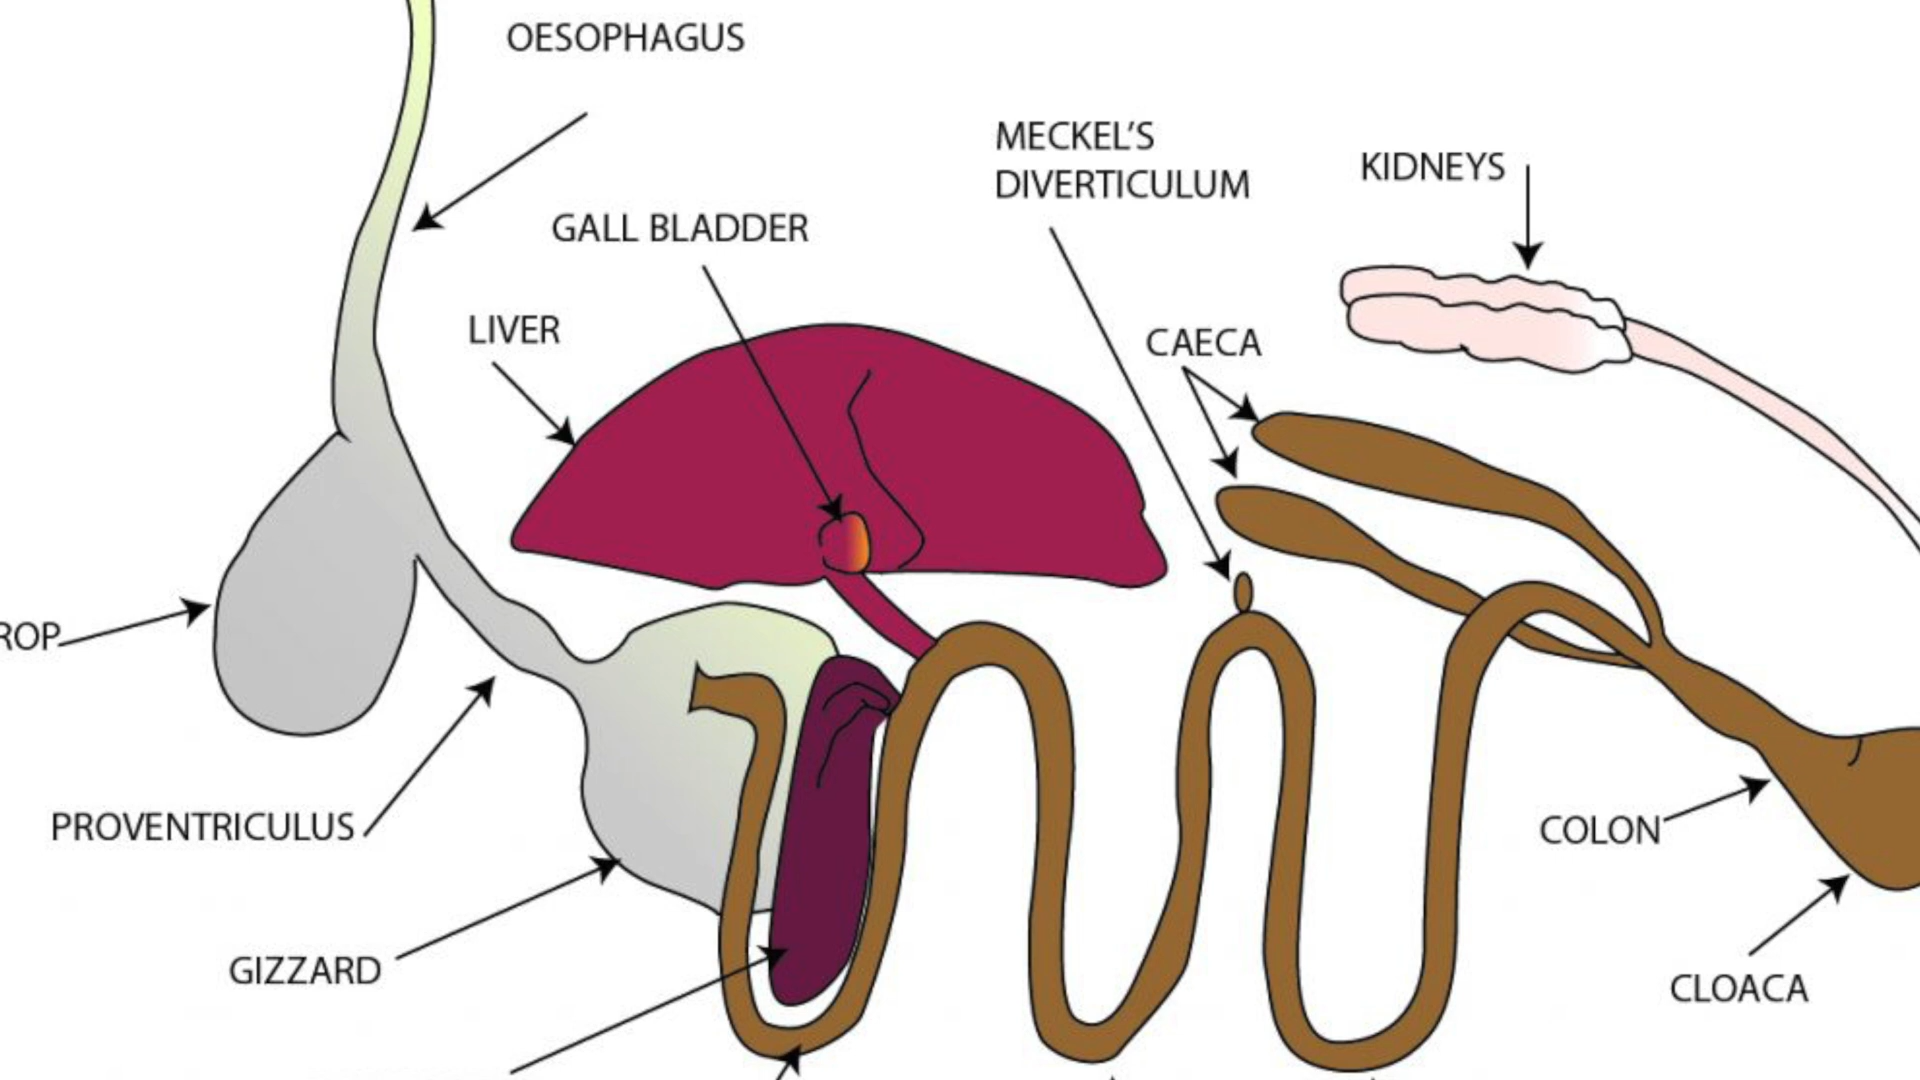 OESOPHAGUS
MECKEL'S
DIVERTICULUM
KIDNEYS
GALL BLADDER
LIVER
CAECA
ROP
PROVENTRICULUS
COLON
GIZZARD
CLOACA